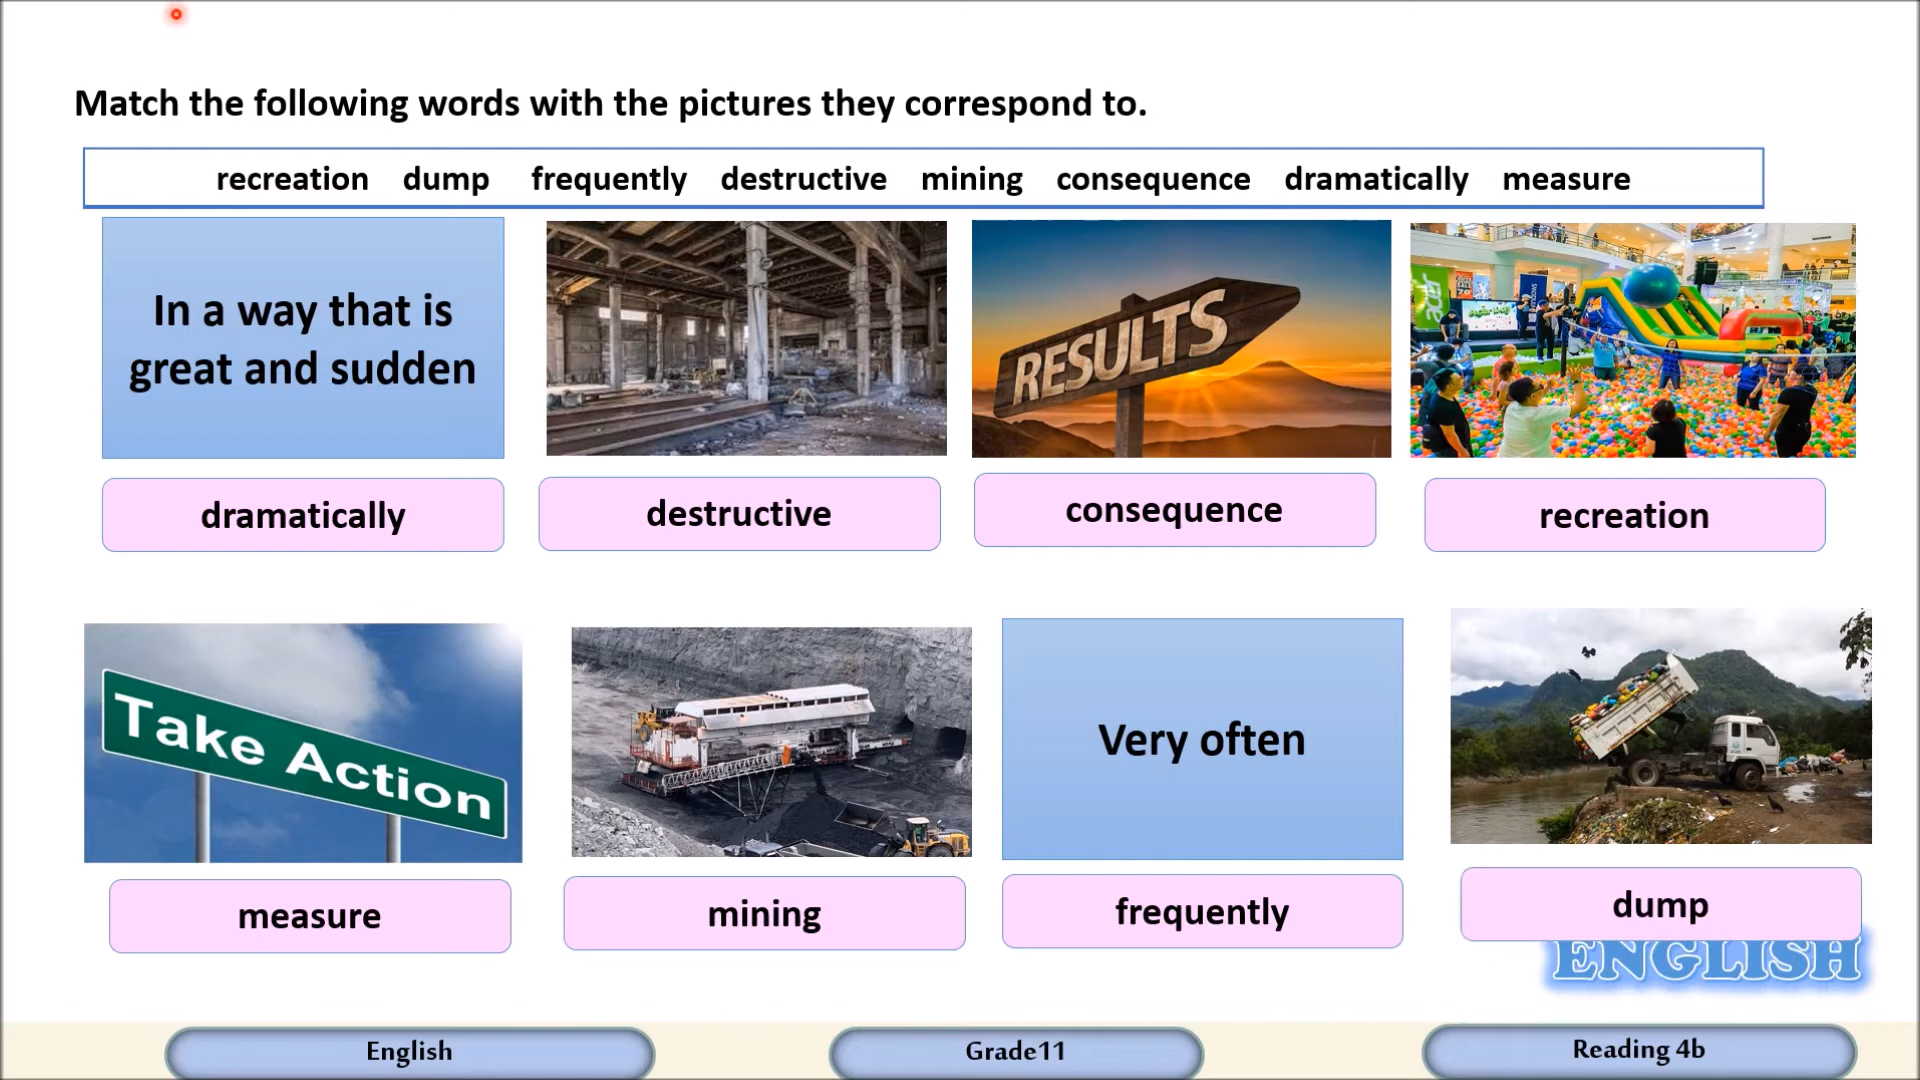 Match the following words with the pictures they correspond to.
recreation dump frequently destructive mining consequence dramatically measure
In a way that is
great and sudden
RESULTS
acer
dramatically
destructive
consequence
recreation
Take Action
Very often
measure
mining
frequently
dump
ENGLISH
English
Grade11
Reading 4b